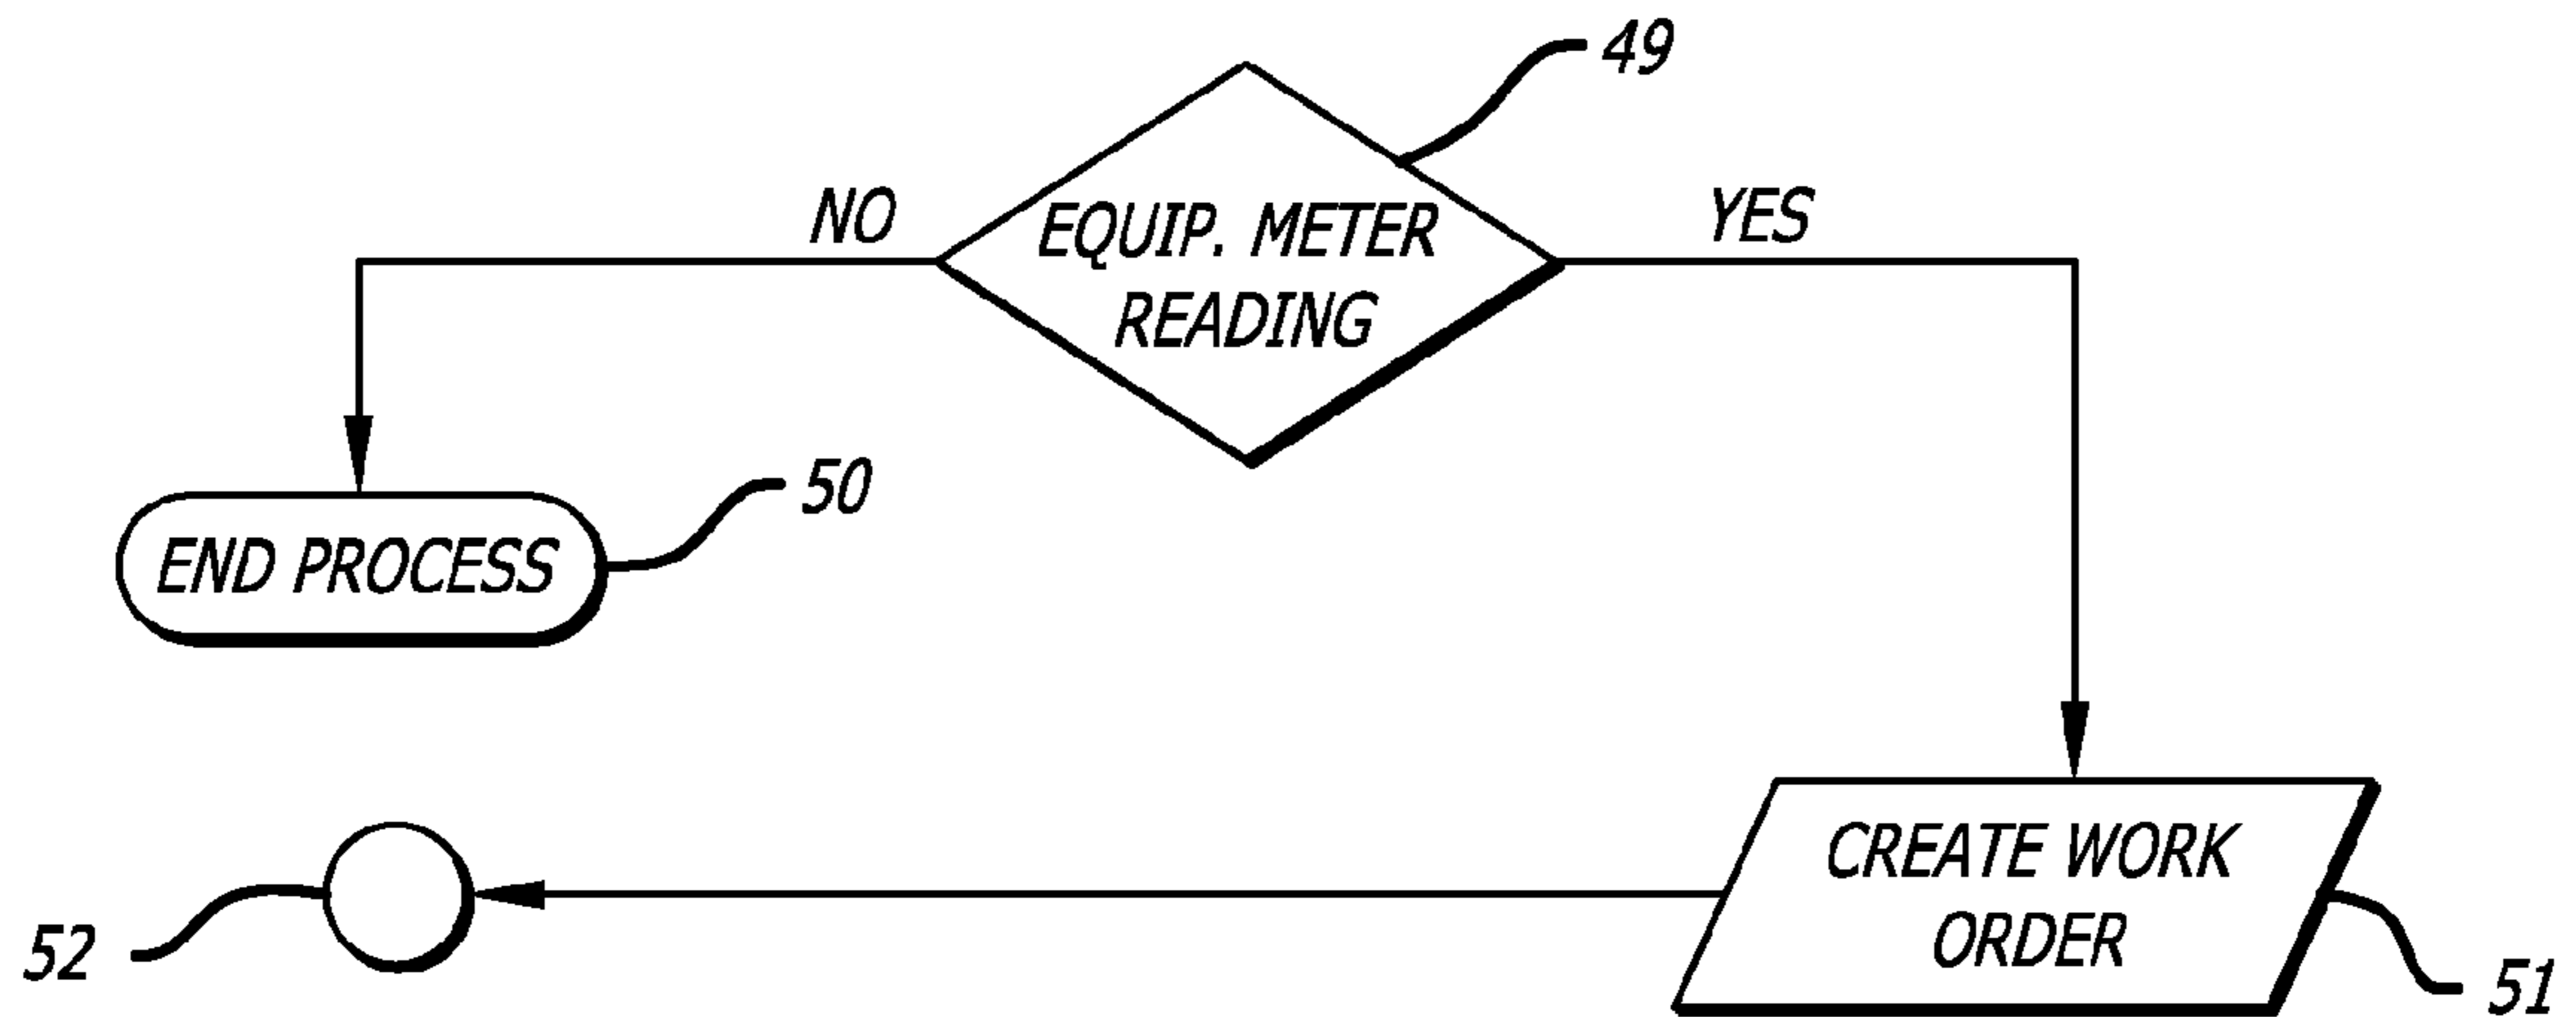 49
NO
EQUIP. METER
READING
YES
50
END PROCESS
CREATE WORK
ORDER
52
51